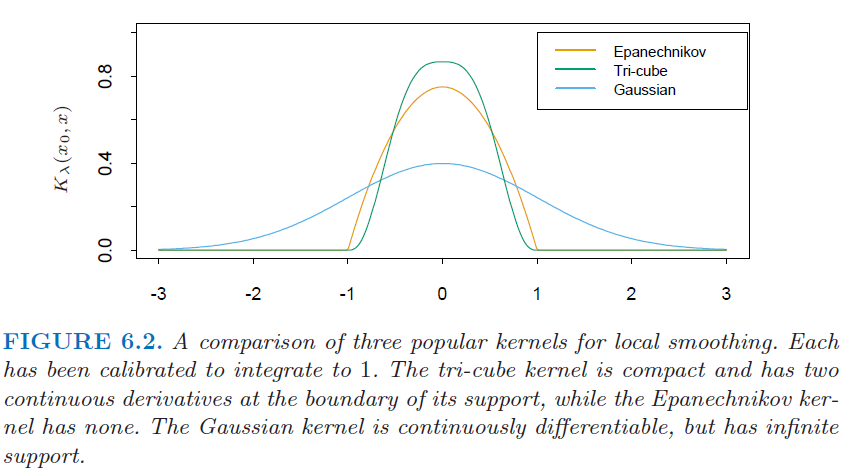 Epanechnikov
Tri-cube
Gaussian
0.8
0.4
0.0
K λ(x0, x)
-3 -2 -1 0 1 2 3
FIGURE 6.2. A comparison of three popular kernels for local smoothing. Each
has been calibrated to integrate to 1. The tri-cube kernel is compact and has two
continuous derivatives at the boundary of its support, while the Epanechnikov ker-
nel has none. The Gaussian kernel is continuously differentiable, but has infinite
support.